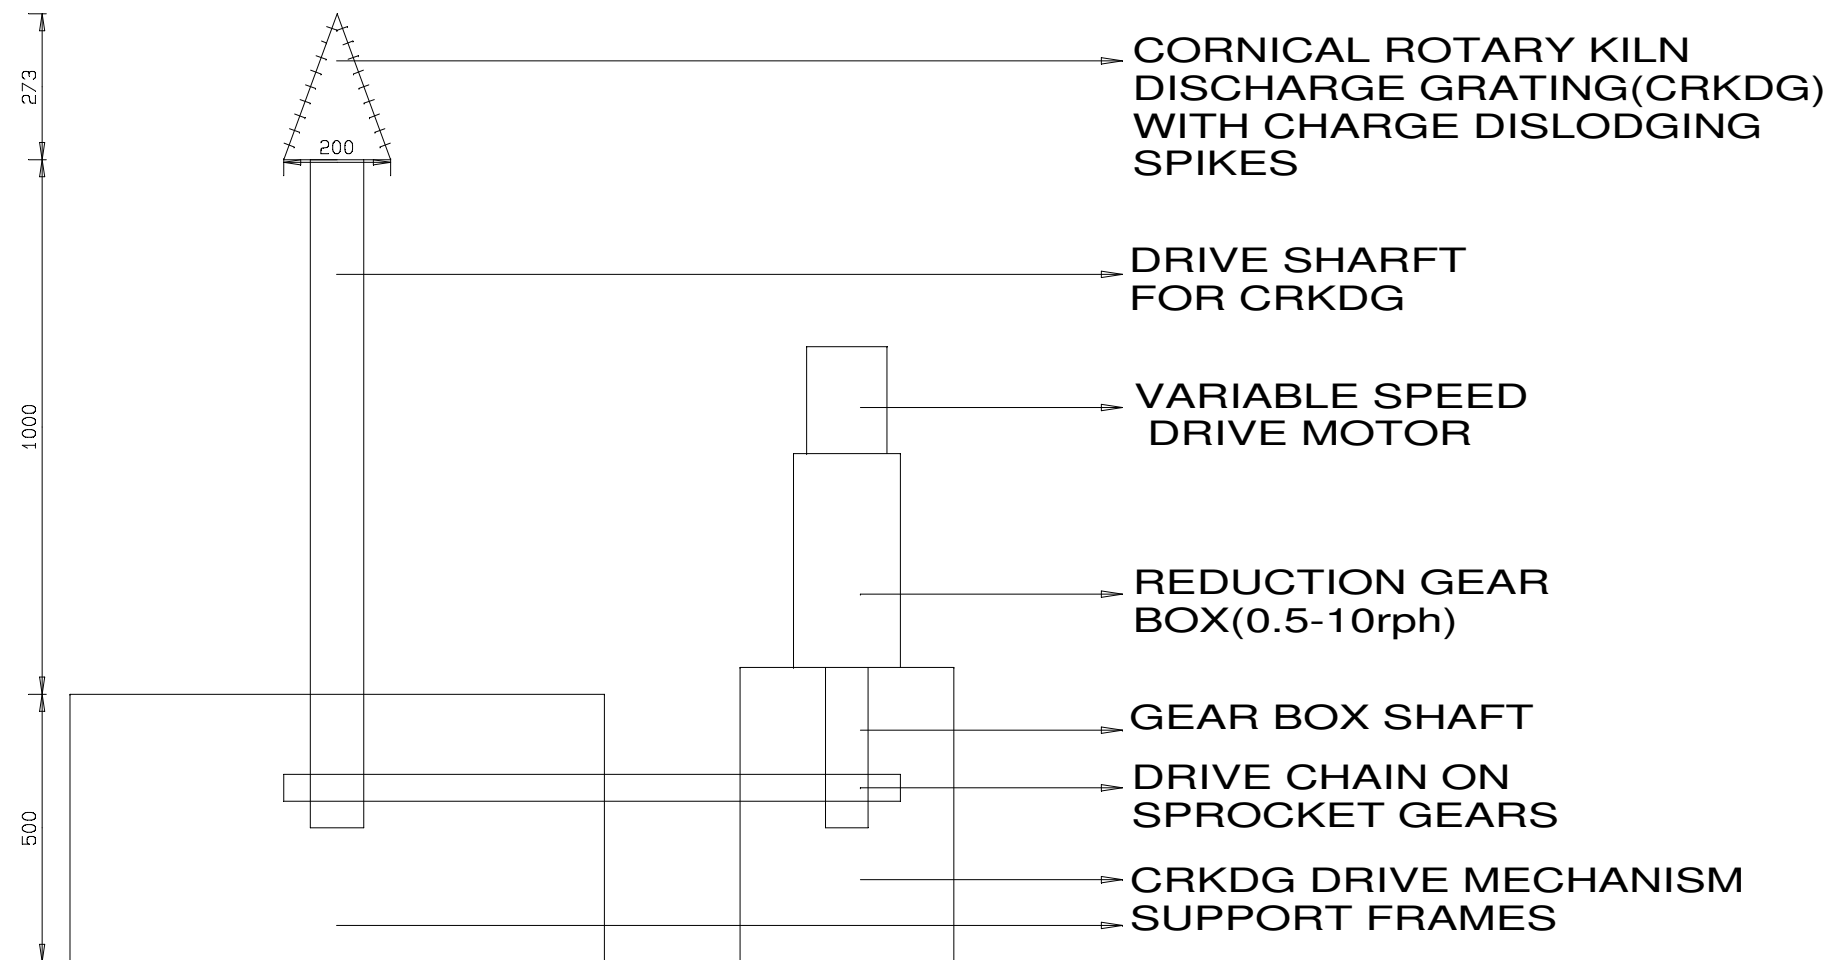 273
200
1000
500
CORNICAL ROTARY KILN
DISCHARGE GRATING(CRKDG)
WITH CHARGE DISLODGING
SPIKES
DRIVE SHARFT
FOR CRKDG
VARIABLE SPEED
DRIVE MOTOR
REDUCTION GEAR
BOX(0.5-10rph)
GEAR BOX SHAFT
DRIVE CHAIN ON
SPROCKET GEARS
CRKDG DRIVE MECHANISM
SUPPORT FRAMES